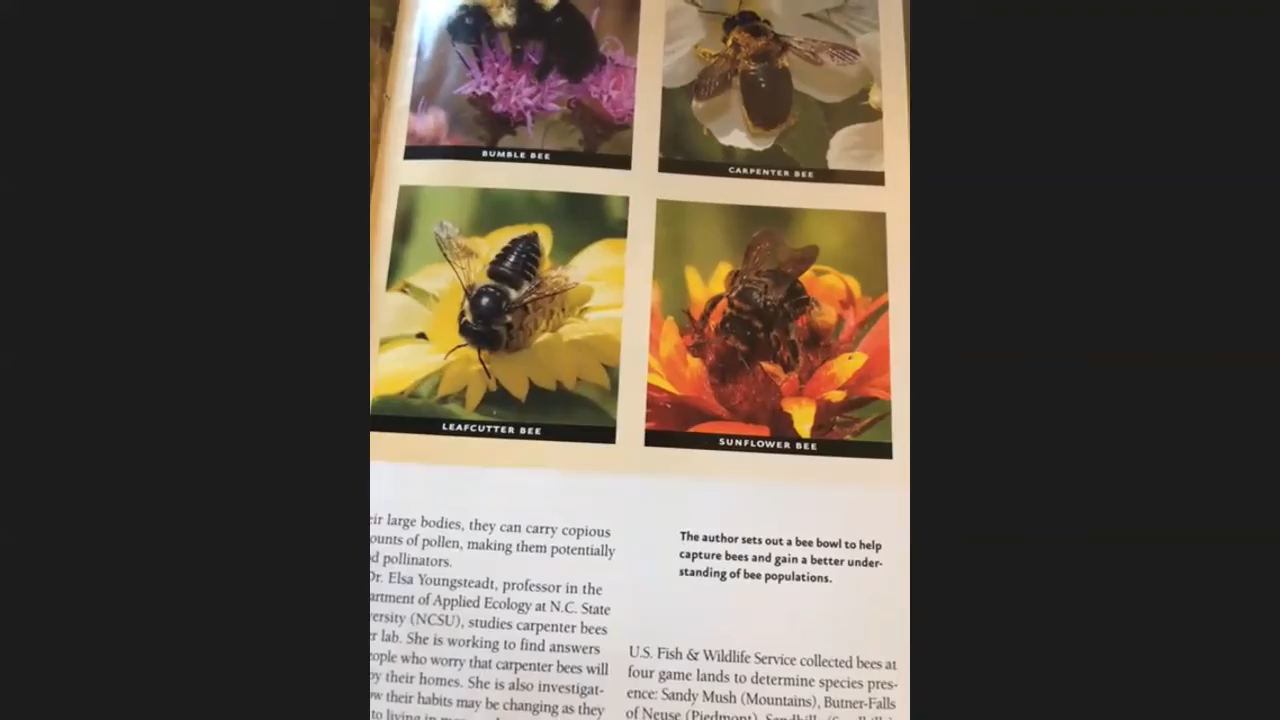 BUMBLE BEE
CARPENTER BEE
LEAFCUTTER BEE
SUNFLOWER BEE
eir large bodies, they can carry copious
ounts of pollen, making them potentially
d pollinators.
Dr. Elsa Youngsteadt, professor in the
artment of Applied Ecology at N.C. State
ersity (NCSU), studies carpenter bees
r lab. She is working to find answers
eople who worry that carpenter bees will
oy their homes. She is also investigat-
ow their habits may be changing as they
to living in
The author sets out a bee bowl to help
capture bees and gain a better under-
standing of bee populations.
U.S. Fish & Wildlife Service collected bees at
four game lands to determine species pres-
ence: Sandy Mush (Mountains), Butner-Falls
of Neuse (Piedmont),